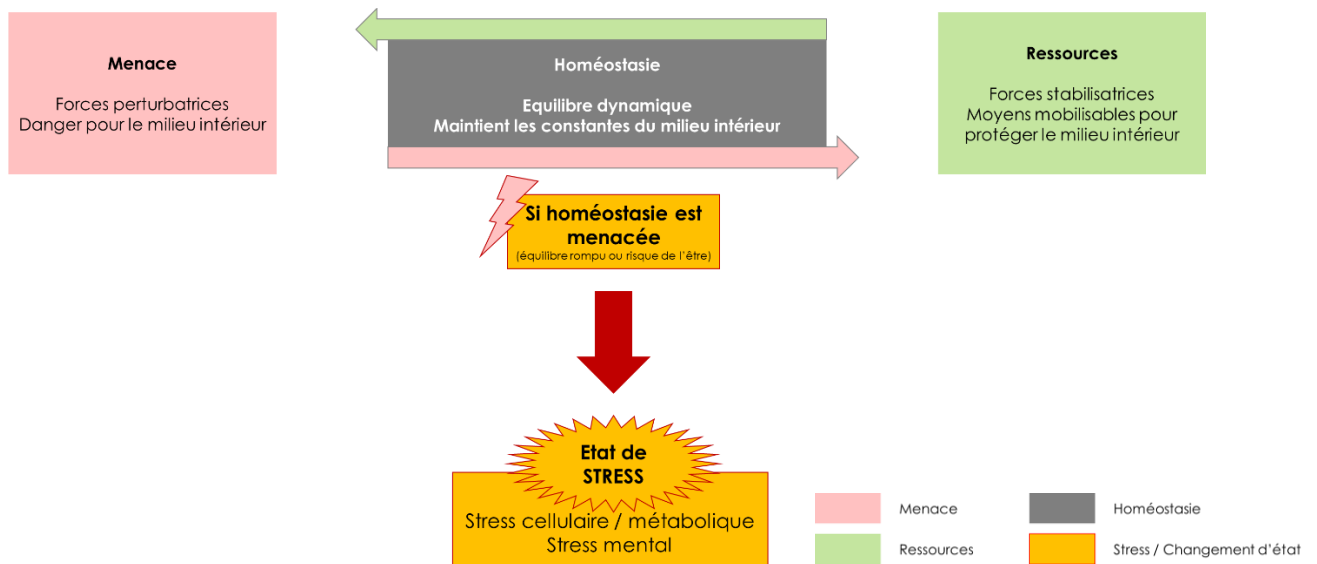 Menace
Forces perturbatrices
Danger pour le milieu intérieur
Homéostasie
Equilibre dynamique
Maintient les constantes du milieu intérieur
Ressources
Forces stabilisatrices
Moyens mobilisables pour
protéger le milieu intérieur
Si homéostasie est
menacée
(équilibre rompu ou risque de l'être)
Etat de
STRESS
Stress cellulaire / métabolique
Stress mental
Menace
Homéostasie
Ressources
Stress / Changement d'état